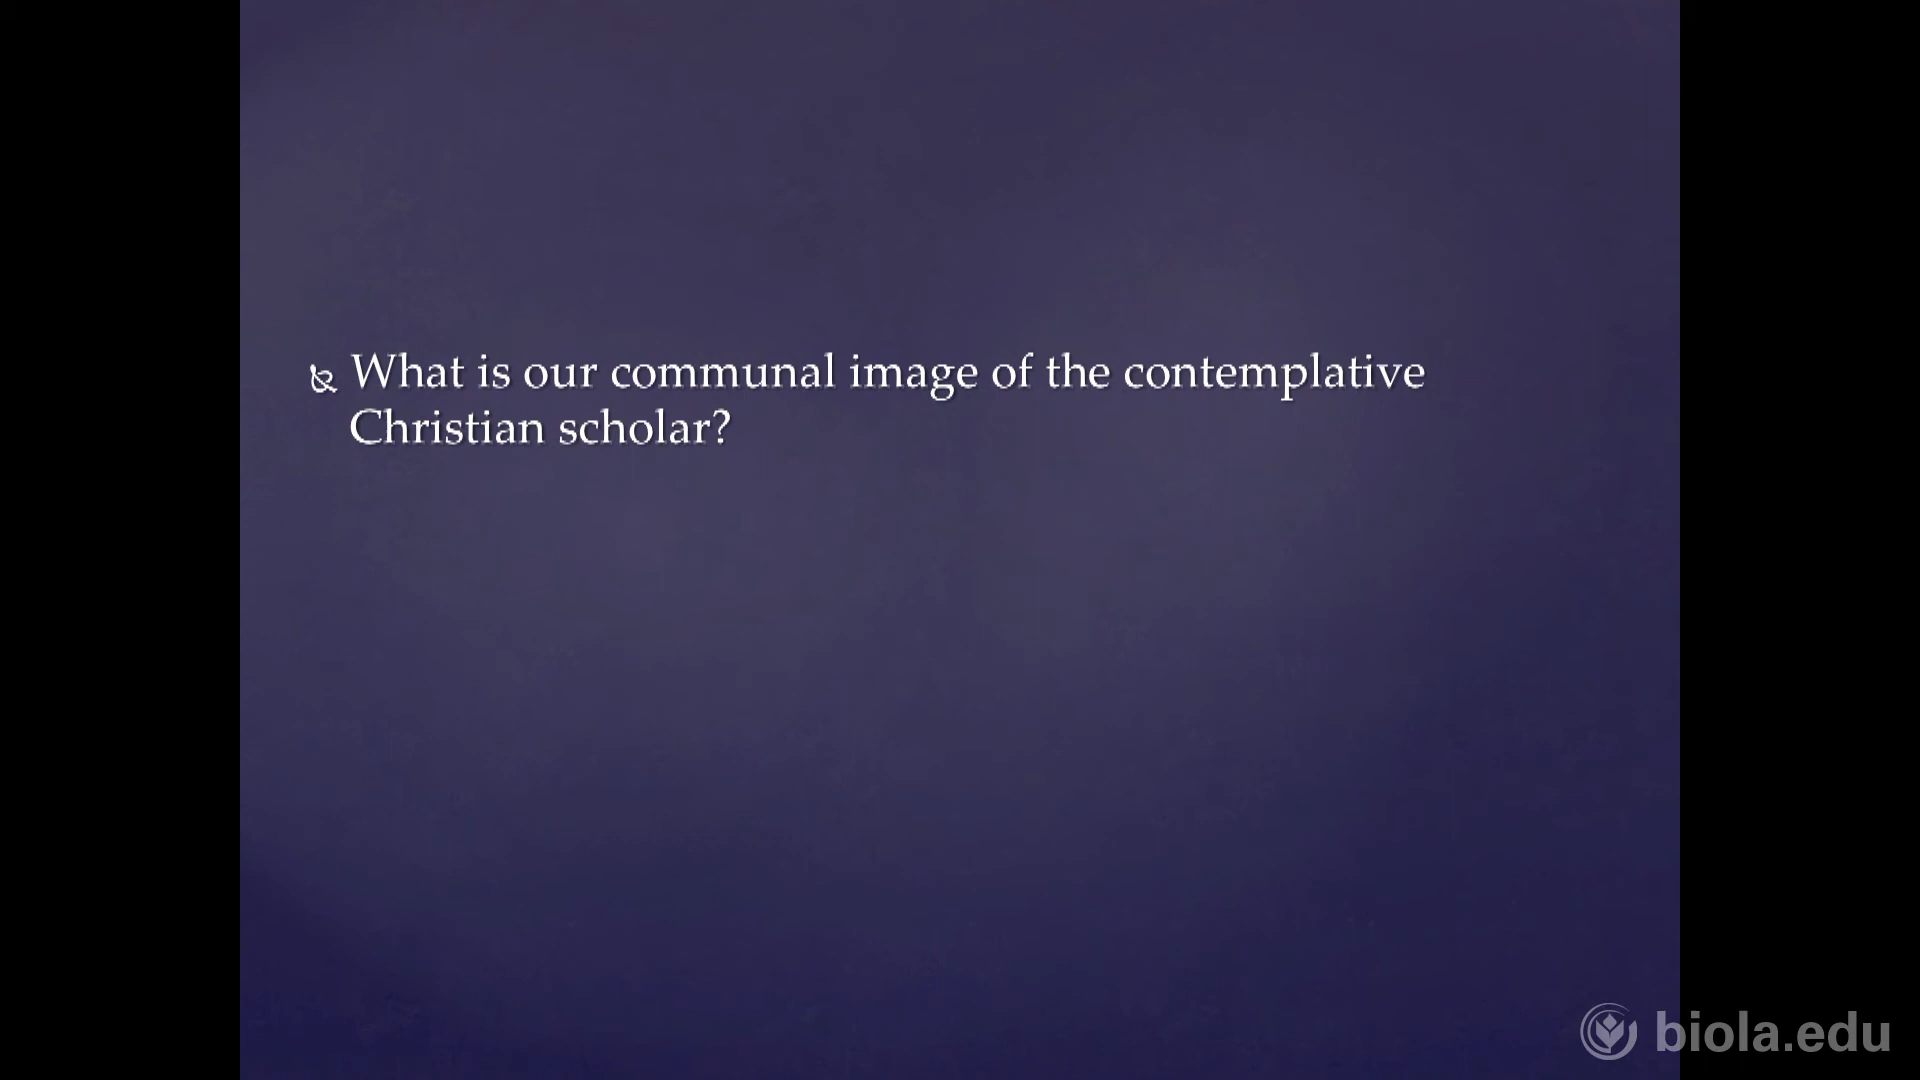 What is our communal image of the contemplative
Christian scholar?
biola.edu